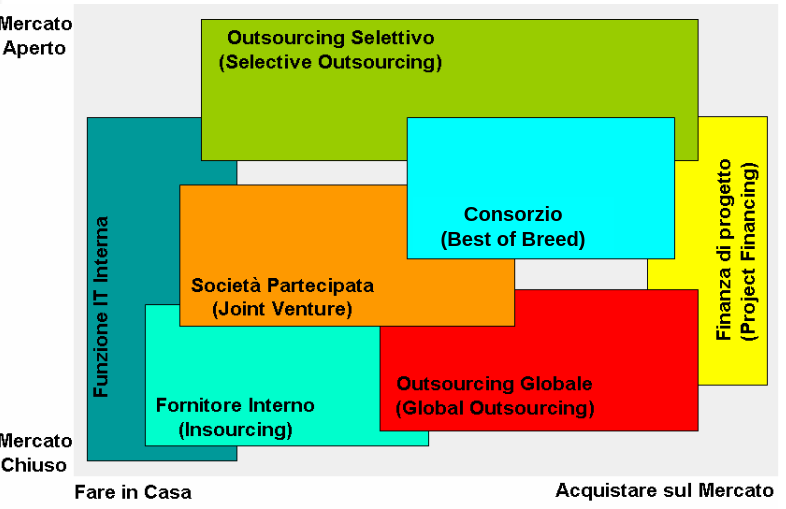 Mercato
Aperto
Outsourcing Selettivo
(Selective Outsourcing)
Funzione IT Interna
Consorzio
(Best of Breed)
Finanza di progetto
(Project Financing)
Società Partecipata
(Joint Venture)
Outsourcing Globale
(Global Outsourcing)
Fornitore Interno
(Insourcing)
Mercato
Chiuso
Fare in Casa
Acquistare sul Mercato